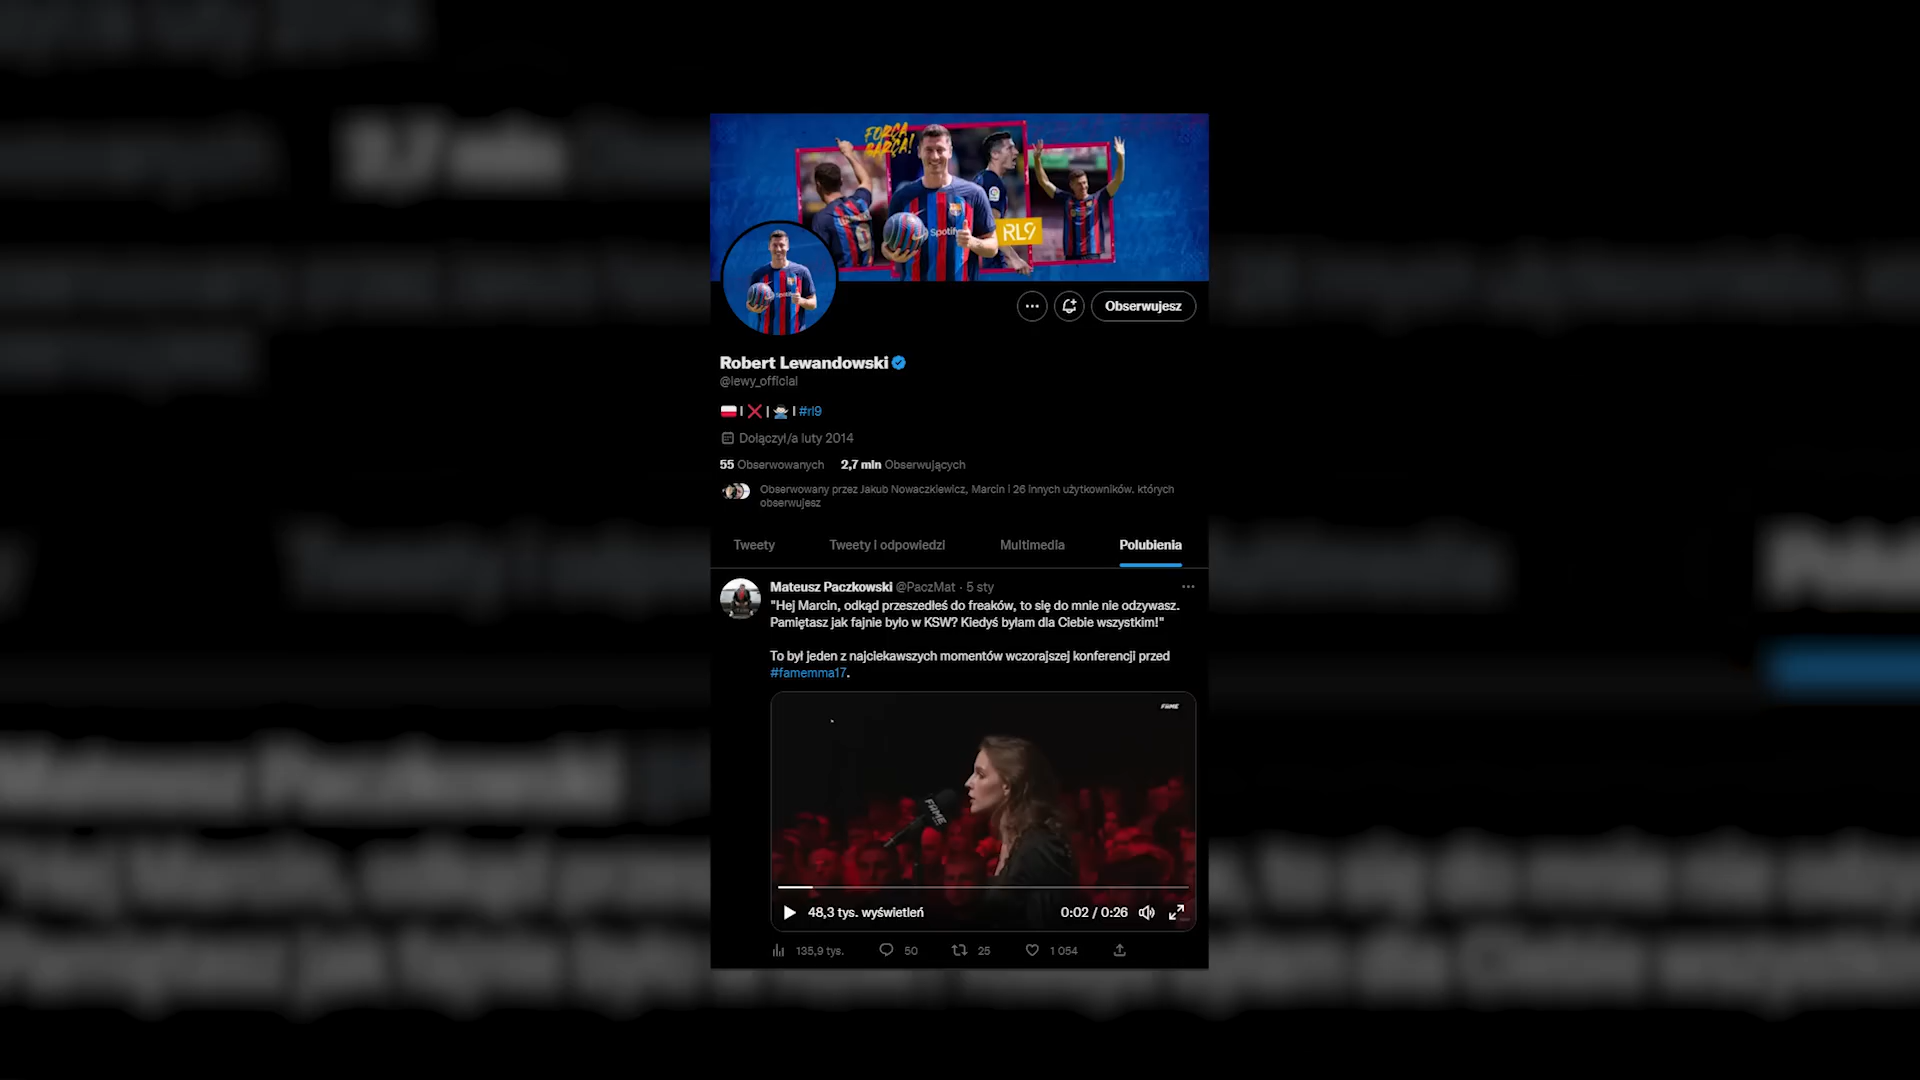 FORÇA
BARÇA!
Spotify
RL9
Obserwujesz
Robert Lewandowski
@lewy_official
| ❌ | | #rl9
Dołączył/a luty 2014
55 Obserwowanych 2,7 mln Obserwujących
Obserwowany przez Jakub Nowaczkiewicz, Marcin i 26 innych użytkowników, których
obserwujesz
Tweety Tweety i odpowiedzi Multimedia Polubienia
Mateusz Paczkowski @PaczMat · 5 sty
"Hej Marcin, odkąd przeszedłeś do freaków, to się do mnie nie odzywasz.
Pamiętasz jak fajnie było w KSW? Kiedyś byłam dla Ciebie wszystkim!"
To był jeden z najciekawszych momentów wczorajszej konferencji przed
#famemma17.
FAME
FAME
48,3 tys. wyświetleń 0:02 / 0:26
135,9 tys. 50 25 1 054